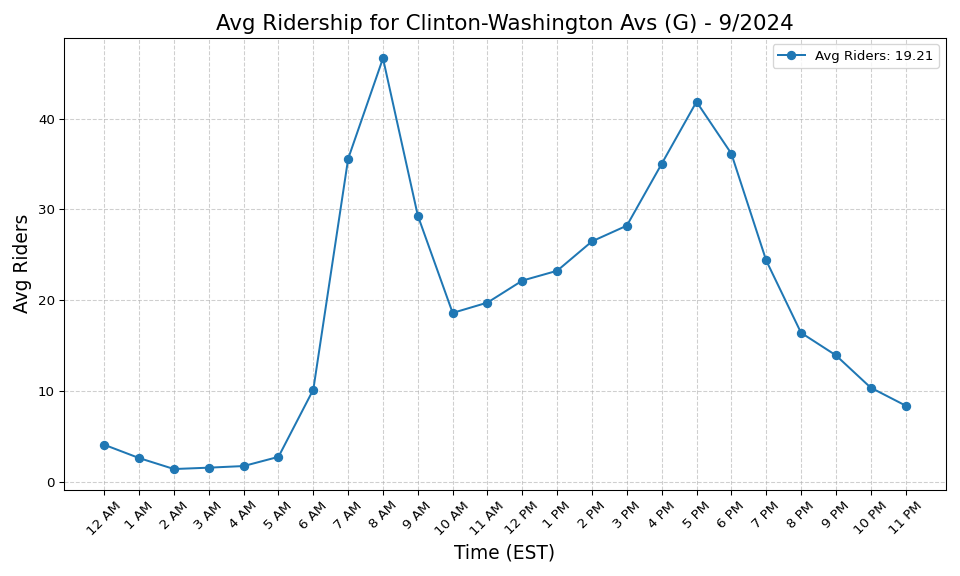 Avg Ridership for Clinton-Washington Avs (G) - 9/2024
Avg Riders: 19.21
Avg Riders
40
30
20
10
0
12 AM
1 AM
2 AM
3 AM
4 AM
5 AM
6 AM
7 AM
8 AM
9 AM
10 AM
11 AM
12 PM
1 PM
2 PM
3 PM
4 PM
5 PM
6 PM
7 PM
8 PM
9 PM
10 PM
11 PM
Time (EST)